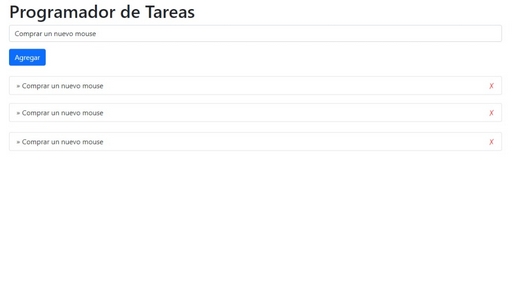 Programador de Tareas
Comprar un nuevo mouse
Agregar
» Comprar un nuevo mouse X
» Comprar un nuevo mouse X
» Comprar un nuevo mouse X